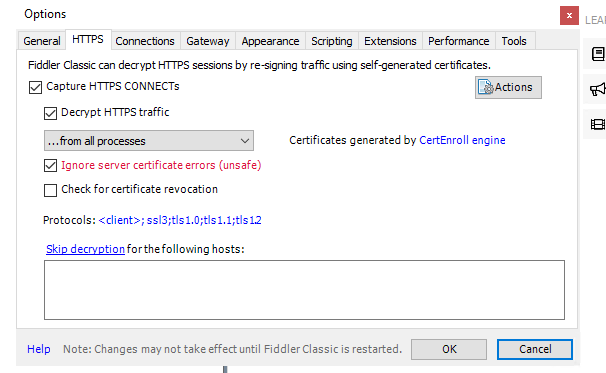 Options
LEA
General HTTPS Connections Gateway Appearance Scripting Extensions Performance Tools
Fiddler Classic can decrypt HTTPS sessions by re-signing traffic using self-generated certificates.
Capture HTTPS CONNECTs
Actions
Decrypt HTTPS traffic
...from all processes
Certificates generated by CertEnroll engine
Ignore server certificate errors (unsafe)
Check for certificate revocation
Protocols: <client>; ssl3;tls1.0;tls1.1;tls1.2
Skip decryption for the following hosts:
Help Note: Changes may not take effect until Fiddler Classic is restarted. OK Cancel